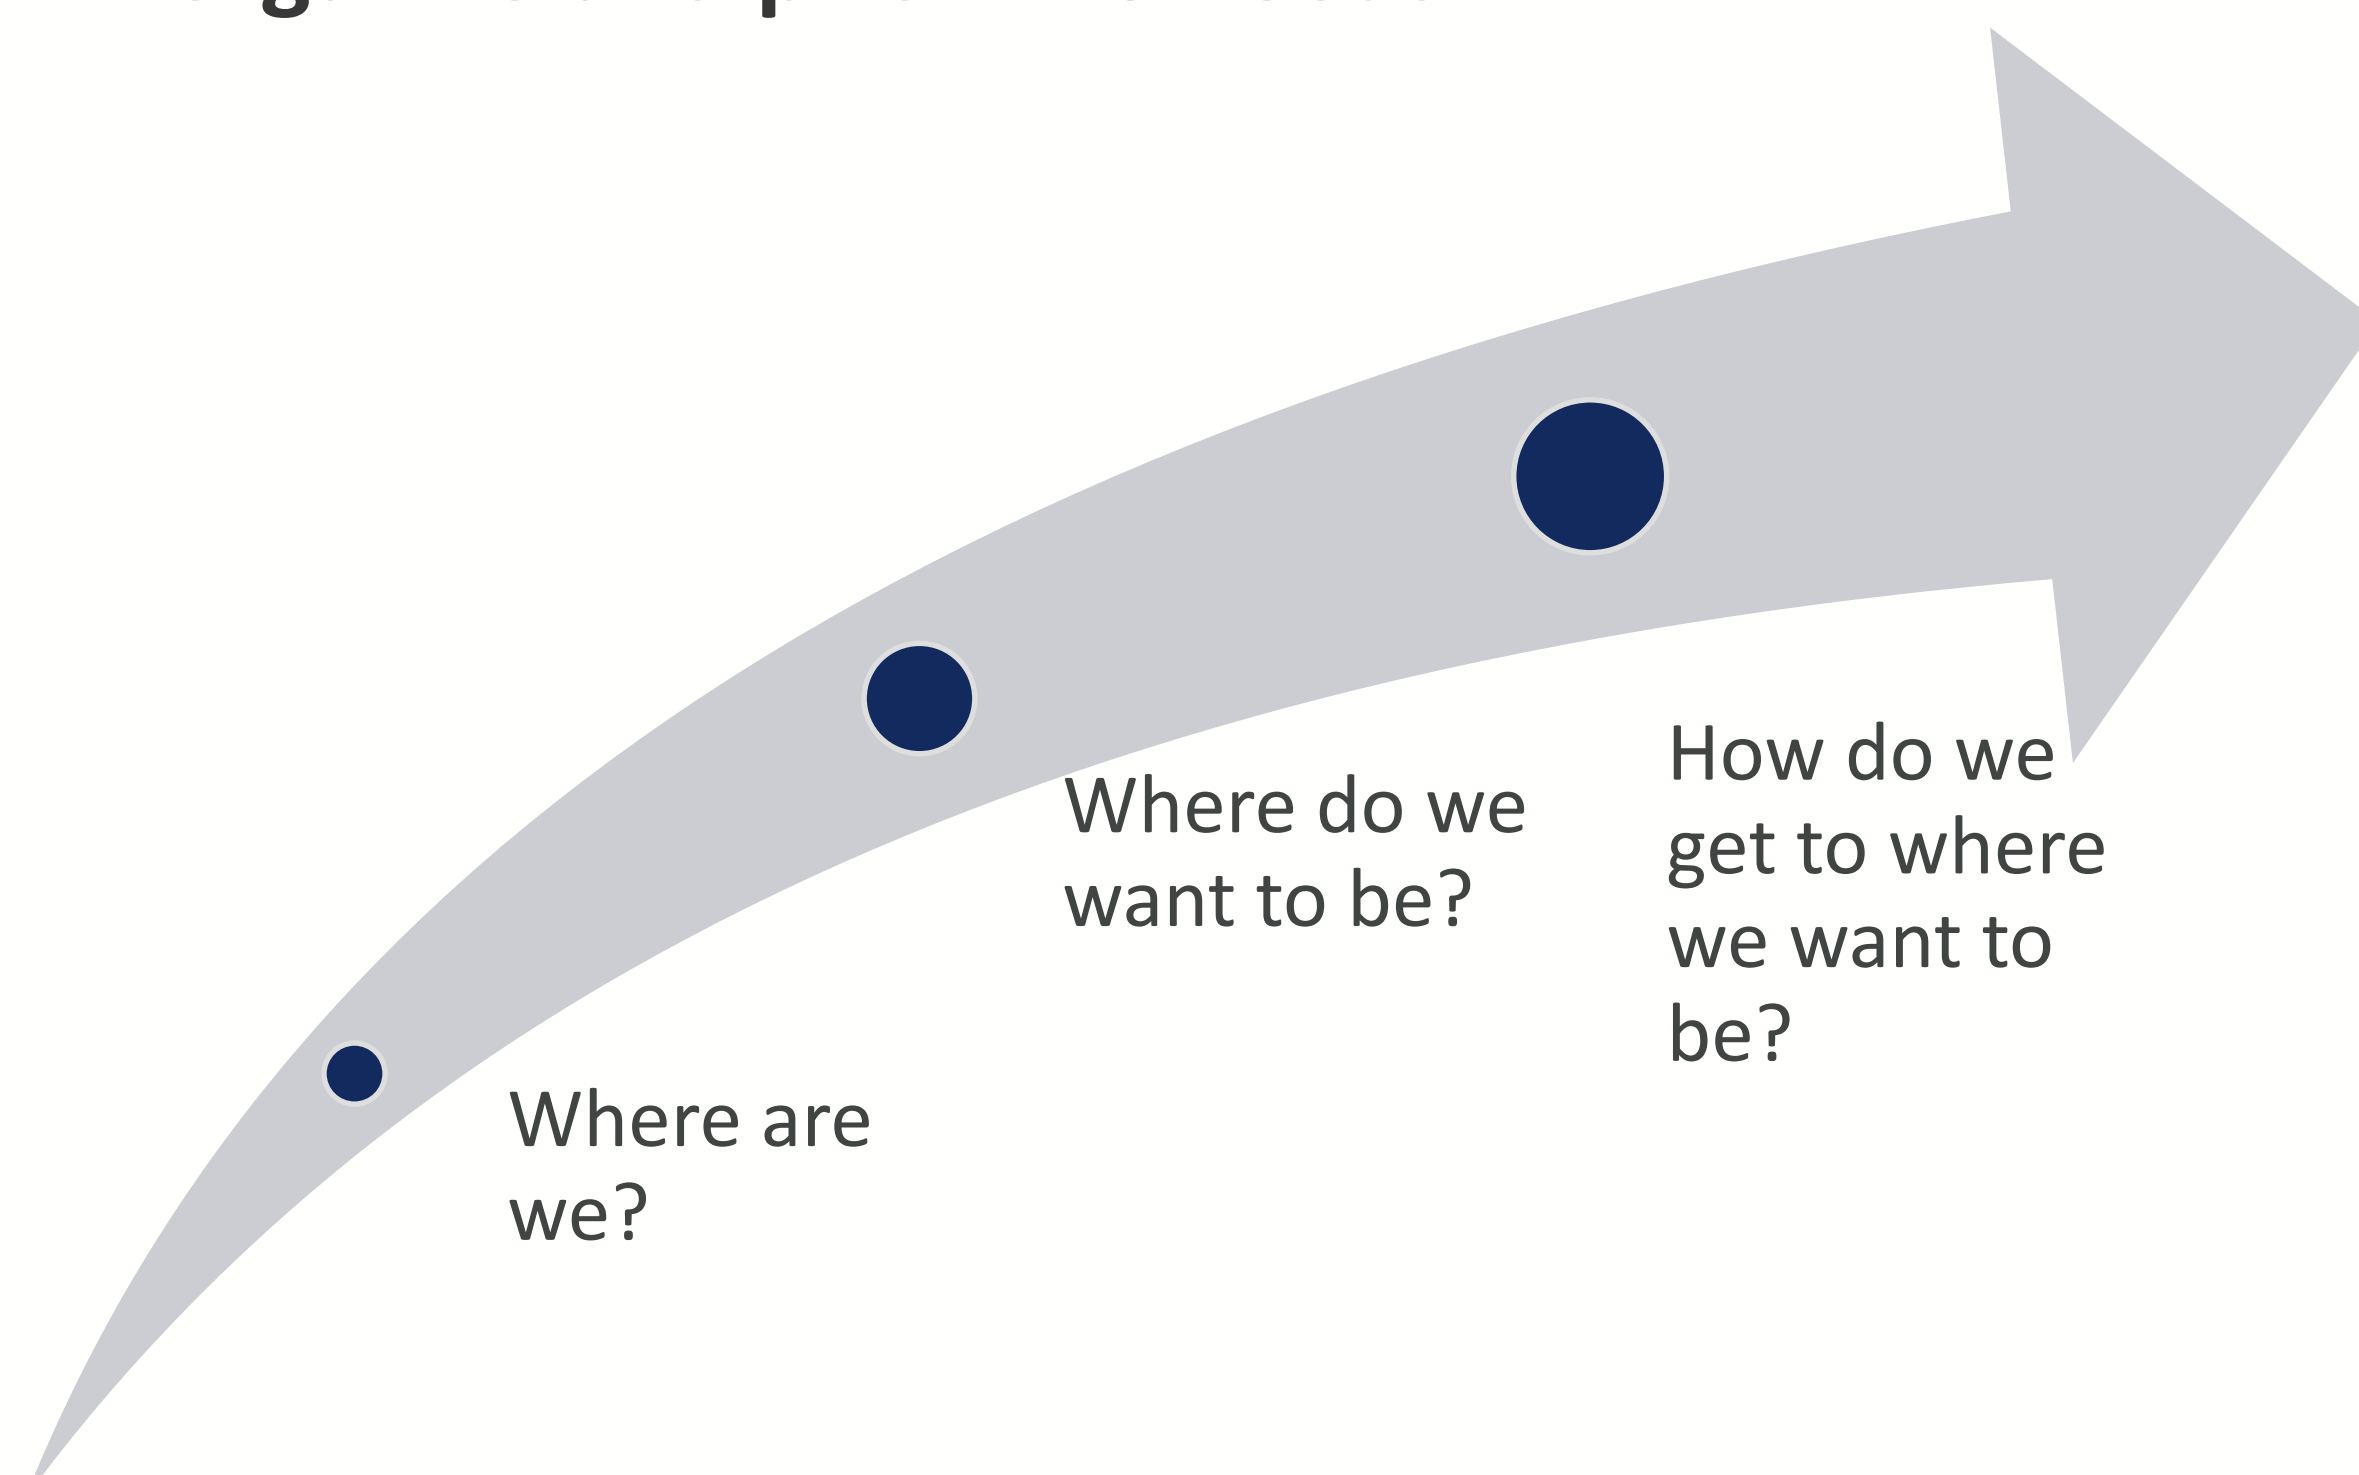 Where are
we?
Where do we
want to be?
How do we
get to where
we want to
be?